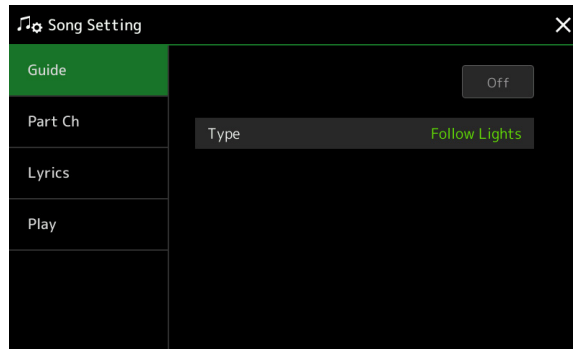 Song Setting
Guide
Off
Part Ch
Type Follow Lights
Lyrics
Play